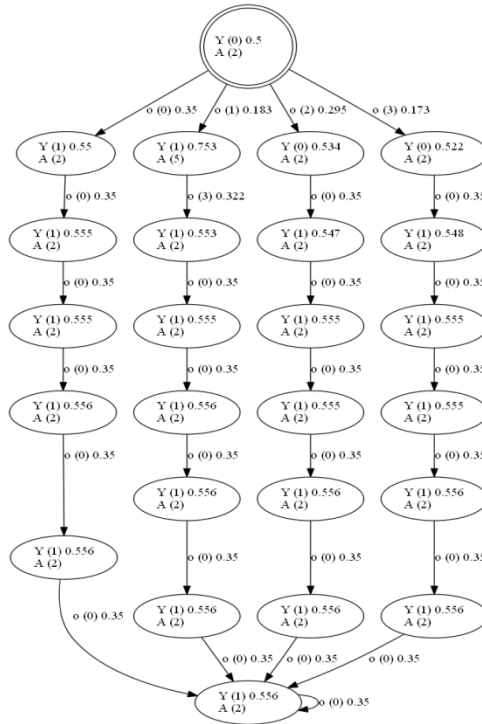 Y (0) 0.5
A (2)
o (0) 0.35
o (1) 0.183
o (2) 0.295
o (3) 0.173
Y (1) 0.55
A (2)
Y (1) 0.753
A (5)
Y (0) 0.534
A (2)
Y (0) 0.522
A (2)
o (0) 0.35
o (3) 0.322
o (0) 0.35
o (0) 0.35
Y (1) 0.555
A (2)
Y (1) 0.553
A (2)
Y (1) 0.547
A (2)
Y (1) 0.548
A (2)
o (0) 0.35
o (0) 0.35
o (0) 0.35
o (0) 0.35
Y (1) 0.555
A (2)
Y (1) 0.555
A (2)
Y (1) 0.555
A (2)
Y (1) 0.555
A (2)
o (0) 0.35
o (0) 0.35
o (0) 0.35
o (0) 0.35
Y (1) 0.556
A (2)
Y (1) 0.556
A (2)
Y (1) 0.555
A (2)
Y (1) 0.555
A (2)
o (0) 0.35
o (0) 0.35
o (0) 0.35
o (0) 0.35
Y (1) 0.556
A (2)
Y (1) 0.556
A (2)
Y (1) 0.556
A (2)
Y (1) 0.556
A (2)
o (0) 0.35
o (0) 0.35
o (0) 0.35
o (0) 0.35
Y (1) 0.556
A (2)
Y (1) 0.556
A (2)
Y (1) 0.556
A (2)
o (0) 0.35
o (0) 0.35
o (0) 0.35
Y (1) 0.556
A (2)
o (0) 0.35